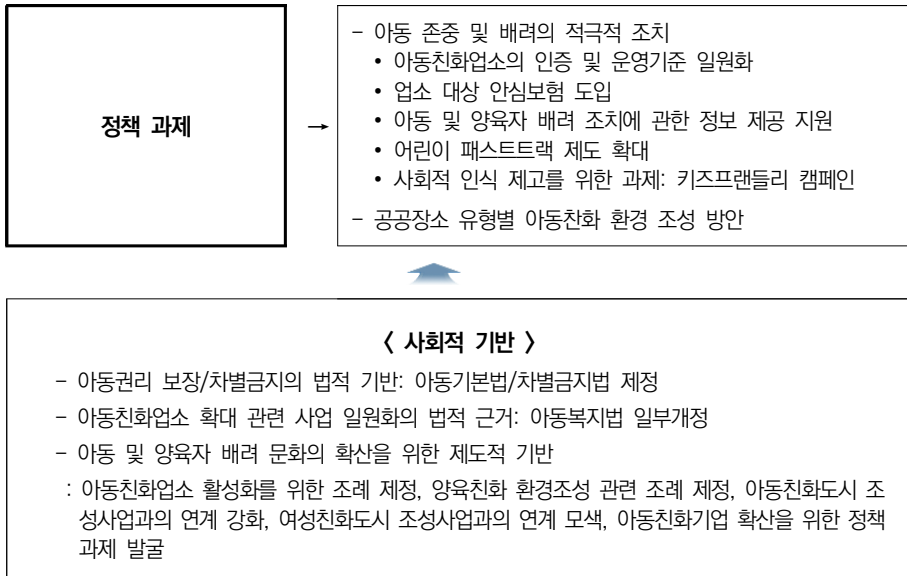 정책 과제
→
- 아동 존중 및 배려의 적극적 조치
• 아동친화업소의 인증 및 운영기준 일원화
• 업소 대상 안심보험 도입
• 아동 및 양육자 배려 조치에 관한 정보 제공 지원
• 어린이 패스트트랙 제도 확대
• 사회적 인식 제고를 위한 과제: 키즈프랜들리 캠페인
- 공공장소 유형별 아동찬화 환경 조성 방안
〈 사회적 기반 〉
- 아동권리 보장/차별금지의 법적 기반: 아동기본법/차별금지법 제정
- 아동친화업소 확대 관련 사업 일원화의 법적 근거: 아동복지법 일부개정
- 아동 및 양육자 배려 문화의 확산을 위한 제도적 기반
: 아동친화업소 활성화를 위한 조례 제정, 양육친화 환경조성 관련 조례 제정, 아동친화도시 조
성사업과의 연계 강화, 여성친화도시 조성사업과의 연계 모색, 아동친화기업 확산을 위한 정책
과제 발굴